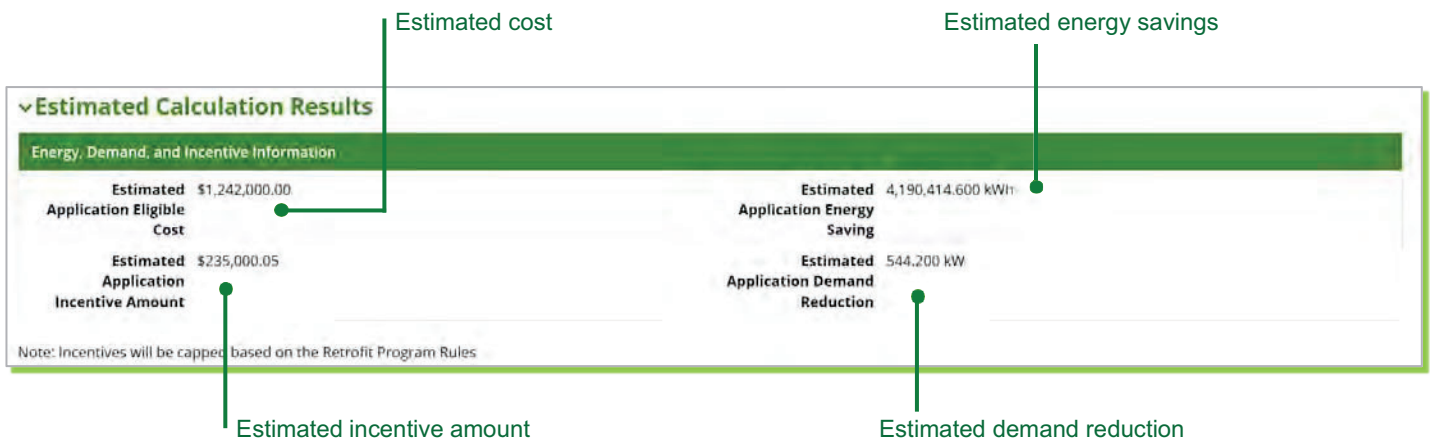 Estimated cost
Estimated energy savings
Estimated Calculation Results
Energy, Demand, and Incentive Information
Estimated Application Eligible Cost
$1,242,000.00
Estimated Application Energy Saving
4,190,414.600 kWh
Estimated Application Incentive Amount
$235,000.05
Estimated Application Demand Reduction
544.200 kW
Note: Incentives will be capped based on the Retrofit Program Rules
Estimated incentive amount
Estimated demand reduction